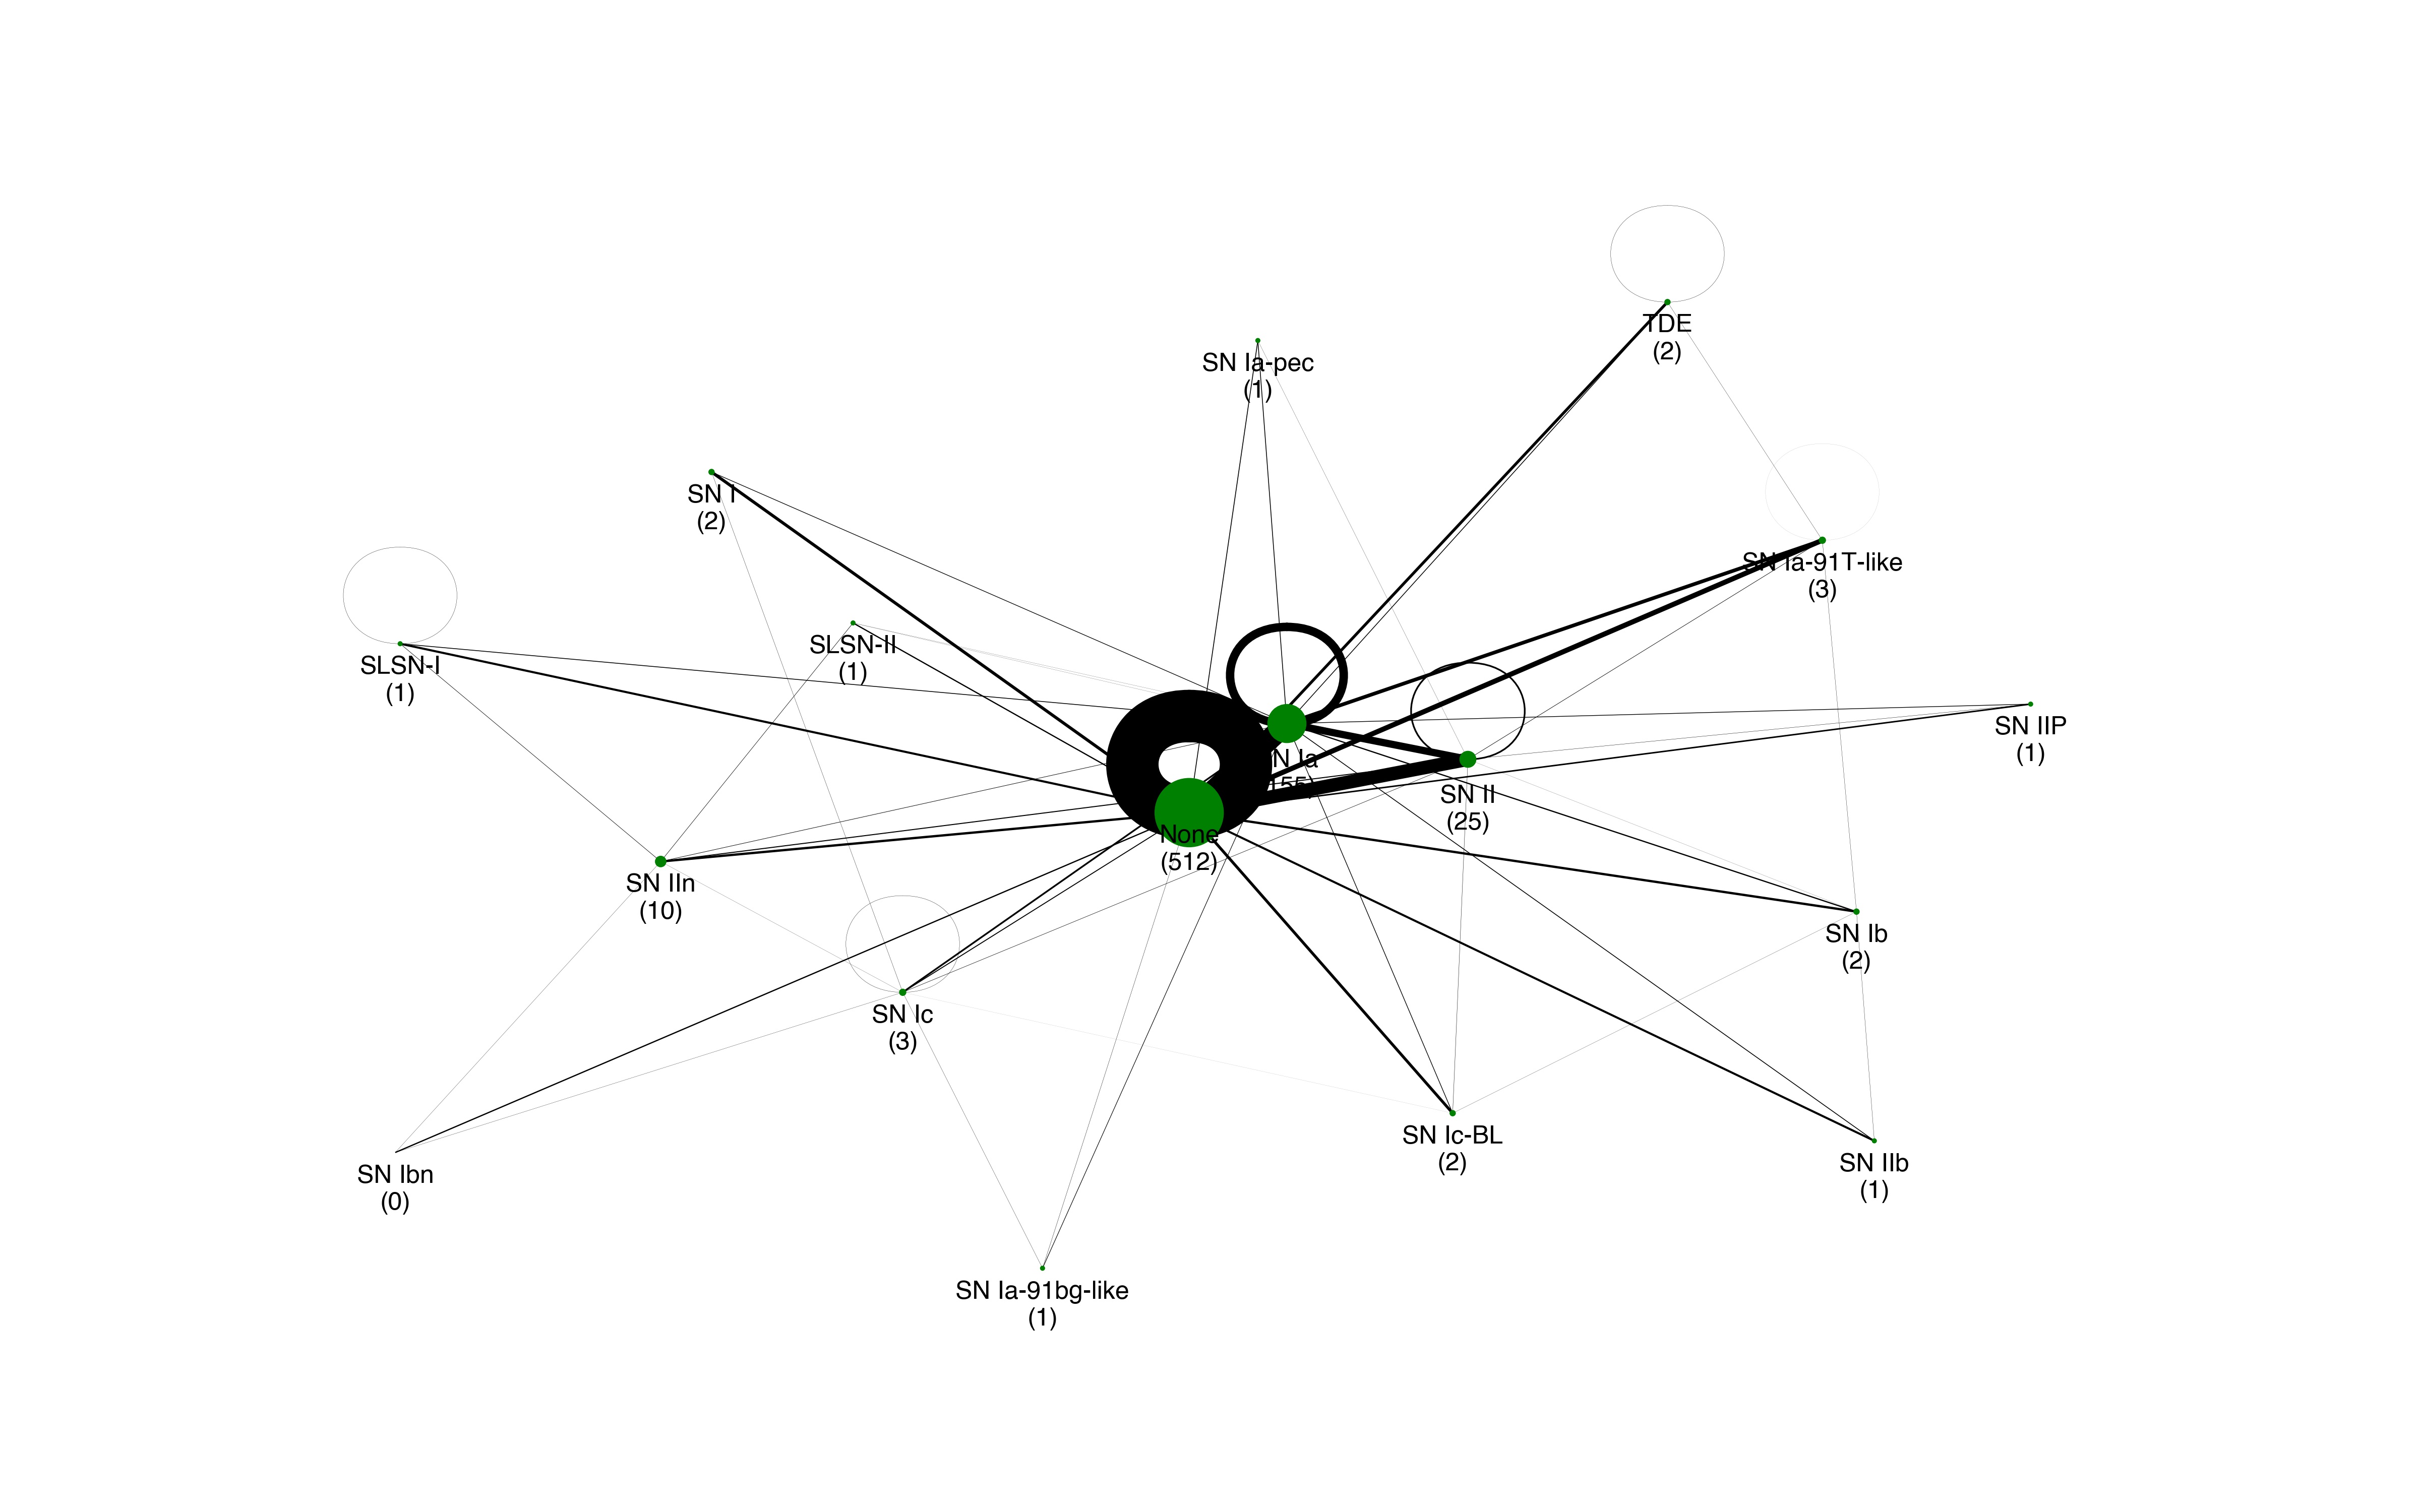 TDE
(2)
SN Ia-pec
(1)
SN I
(2)
SN Ia-91T-like
(3)
SLSN-II
(1)
SLSN-I
(1)
SN IIP
(1)
N Ia
155)
SN II
(25)
None
(512)
SN IIn
(10)
SN Ib
(2)
SN Ic
(3)
SN Ic-BL
(2)
SN IIb
(1)
SN Ibn
(0)
SN Ia-91bg-like
(1)